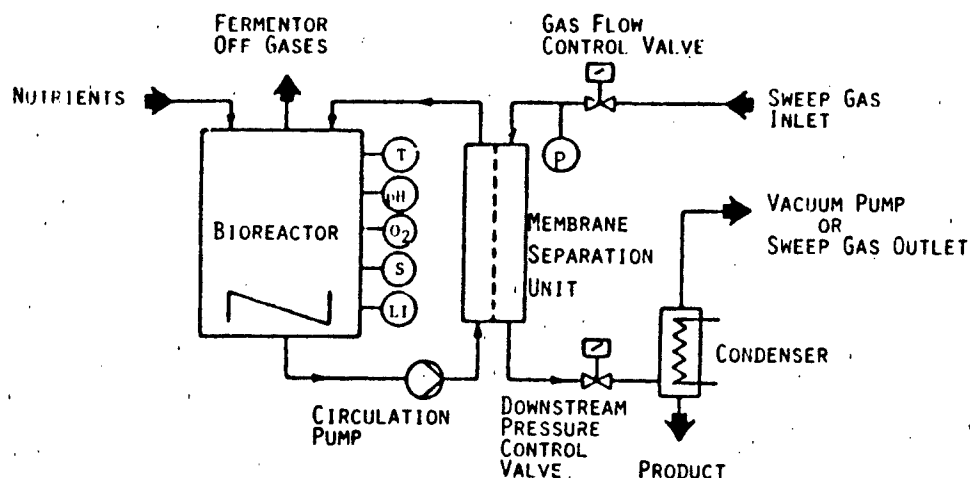 FERMENTOR
OFF GASES
GAS FLOW
CONTROL VALVE
NUTRIENTS
SWEEP GAS
INLET
T
P
pH
BIOREACTOR
O2
S
LI
MEMBRANE
SEPARATION
UNIT
VACUUM PUMP
OR
SWEEP GAS OUTLET
CONDENSER
CIRCULATION
PUMP
DOWNSTREAM
PRESSURE
CONTROL
VALVE
PRODUCT